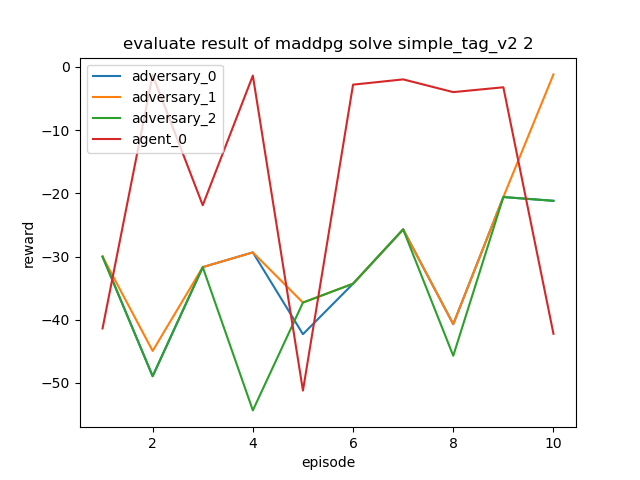 evaluate result of maddpg solve simple_tag_v2 2
adversary_0
adversary_1
adversary_2
agent_0
0
−10
−20
−30
−40
−50
reward
2
4
6
8
10
episode